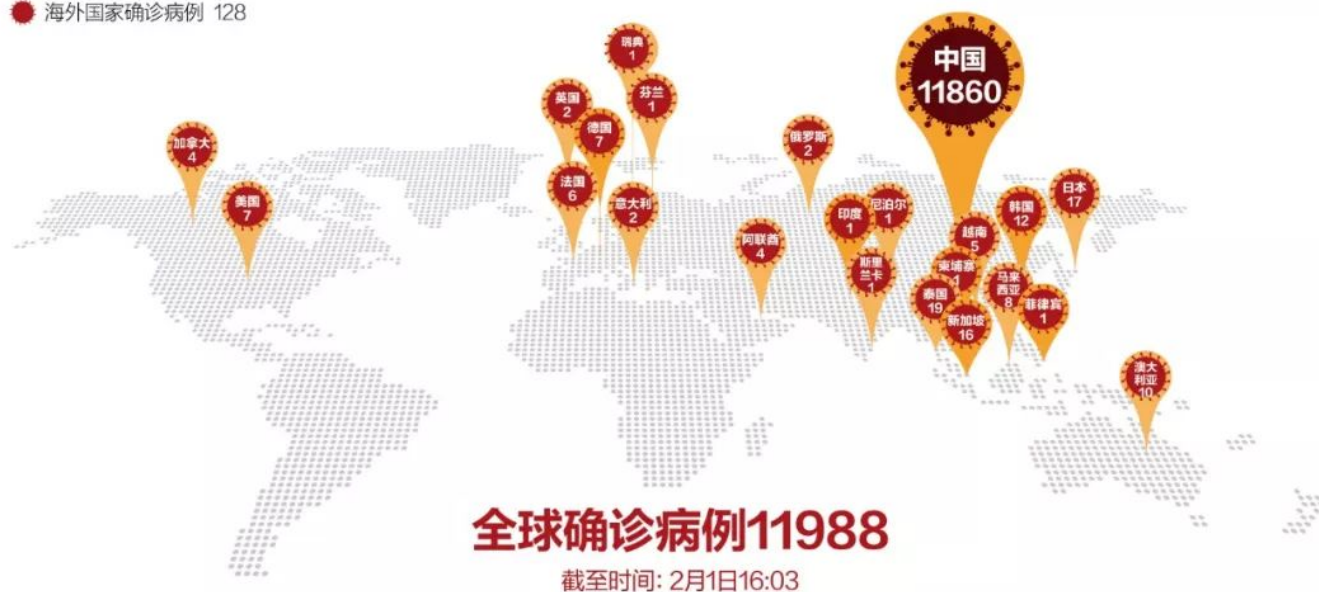 海外国家确诊病例 128
瑞典
1
中国
11860
英国
2
芬兰
1
德国
7
加拿大
4
俄罗斯
2
法国
6
美国
7
意大利
2
日本
17
韩国
12
印度
1
尼泊尔
1
阿联酋
4
越南
5
斯里
兰卡
1
柬埔寨
1
马来
西亚
8
泰国
19
菲律宾
1
新加坡
16
澳大
利亚
10
全球确诊病例11988
截至时间: 2月1日16:03